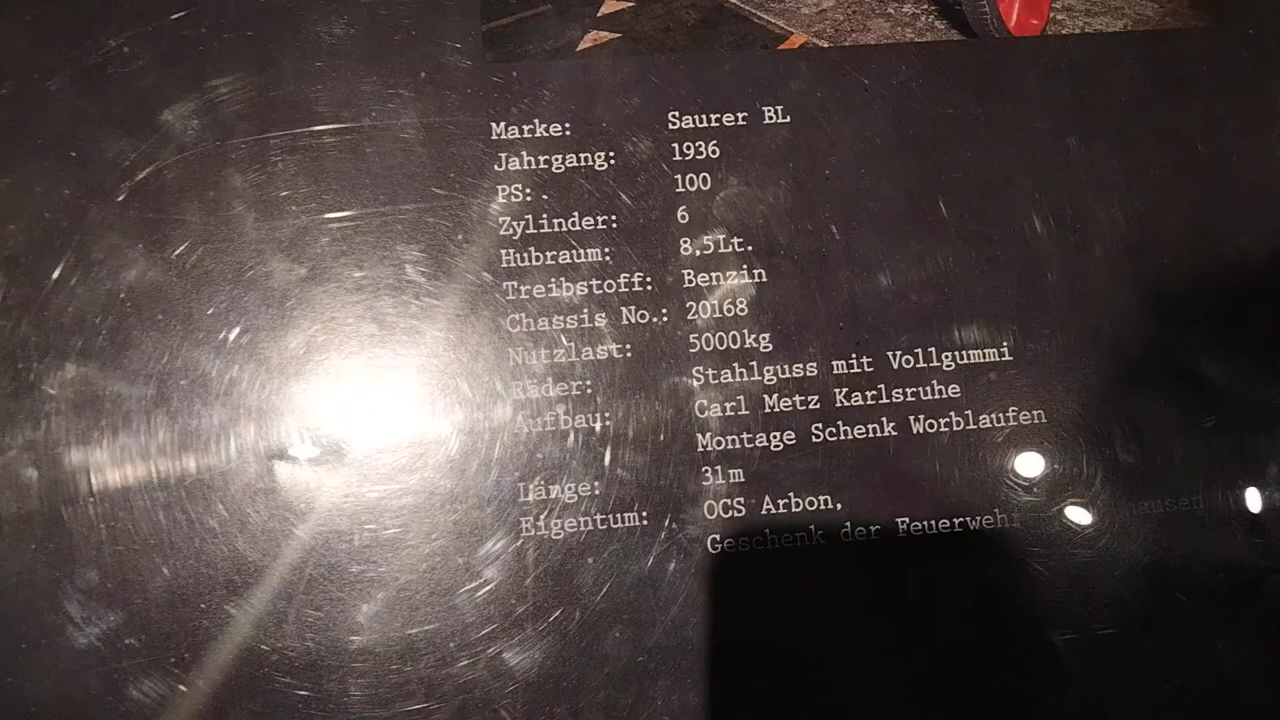 Marke: Saurer BL
Jahrgang: 1936
PS: 100
Zylinder: 6
Hubraum: 8,5Lt.
Treibstoff: Benzin
Chassis No.: 20168
Nutzlast: 5000kg
Räder: Stahlguss mit Vollgummi
Aufbau: Carl Metz Karlsruhe
Montage Schenk Worblaufen
Länge: 31m
Eigentum: OCS Arbon,
Geschenk der Feuerwehr